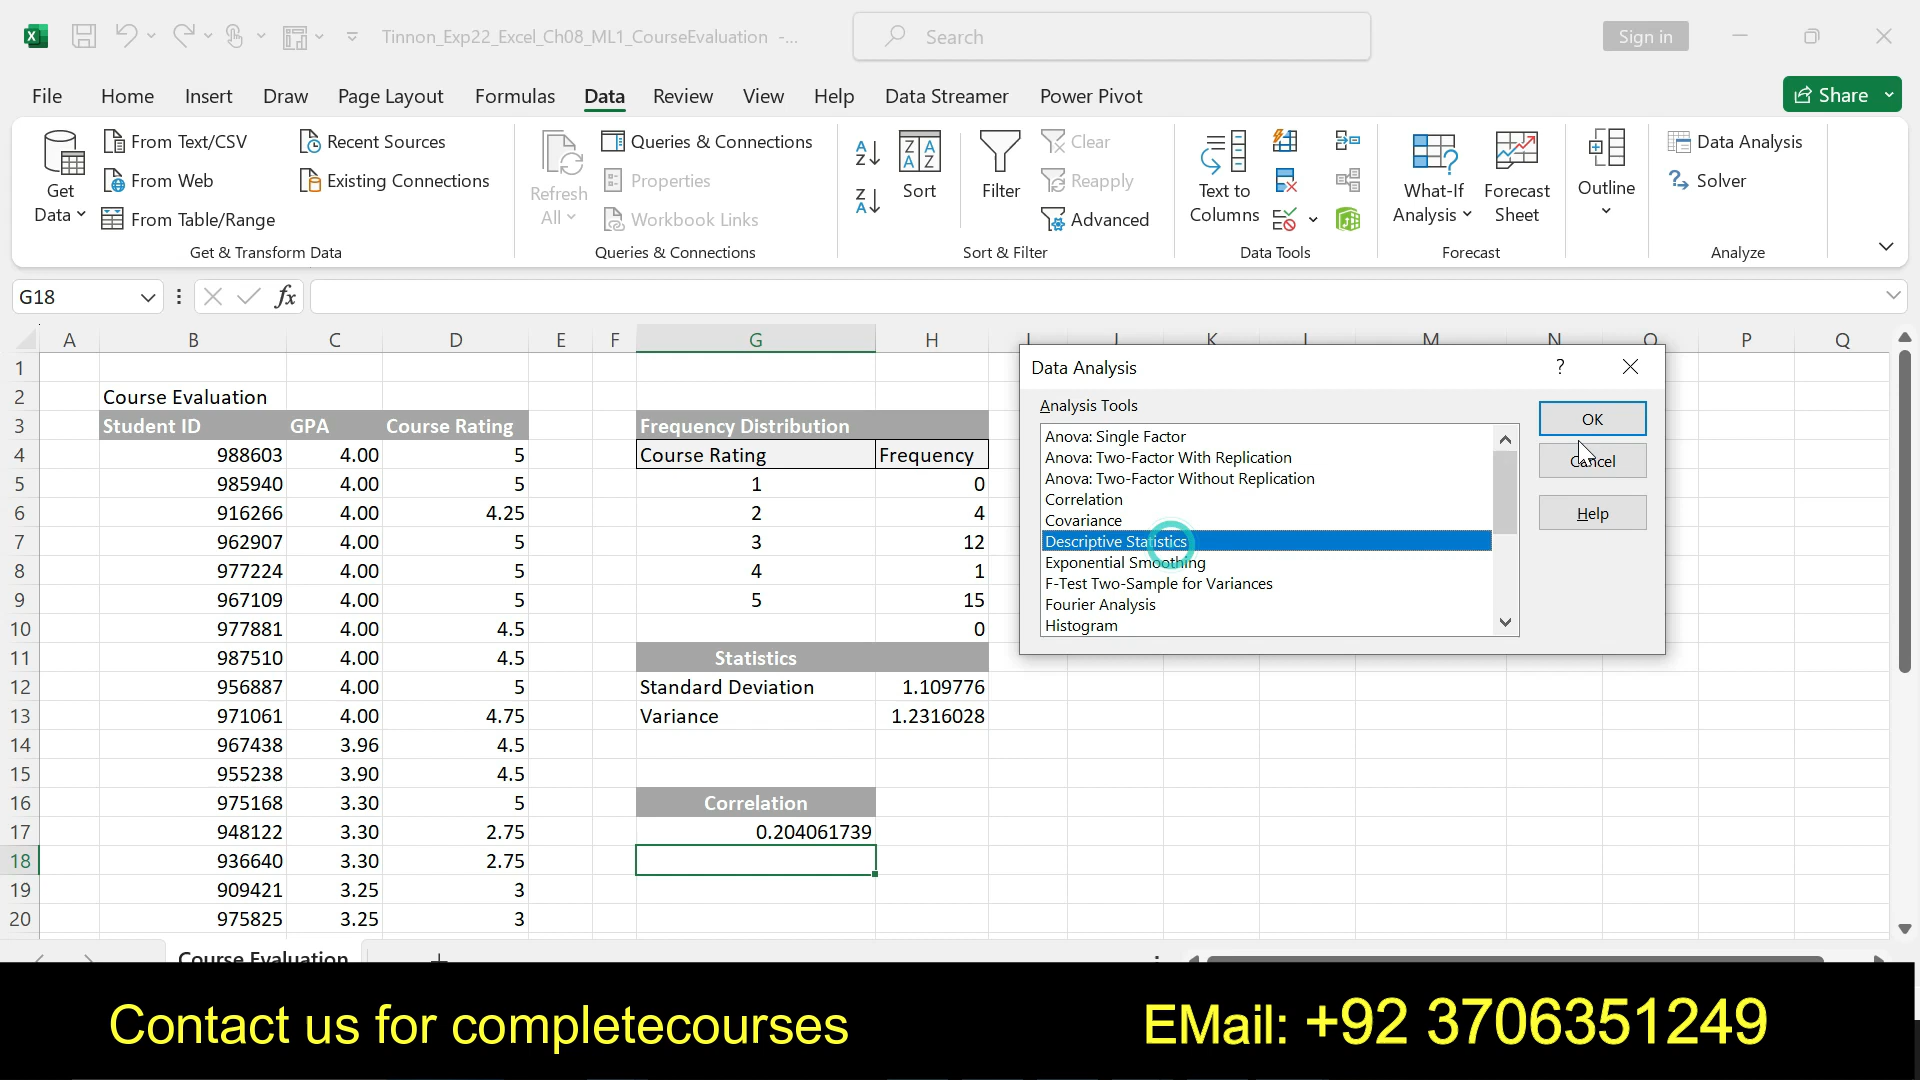 Tinnon_Exp22_Excel_Ch08_ML1_CourseEvaluation -...
Search
Sign in
File Home Insert Draw Page Layout Formulas Data Review View Help Data Streamer Power Pivot
Share
Get Data
From Text/CSV
From Web
From Table/Range
Recent Sources
Existing Connections
Get & Transform Data
Refresh All
Queries & Connections
Properties
Workbook Links
Queries & Connections
Sort
Filter
Clear
Reapply
Advanced
Sort & Filter
Text to Columns
Data Tools
What-If Analysis
Forecast Sheet
Forecast
Outline
Data Analysis
Solver
Analyze
G18
fx
A B C D E F G H I J K L M N O P Q
1
2 Course Evaluation
3 Student ID GPA Course Rating Frequency Distribution
4 988603 4.00 5 Course Rating Frequency
5 985940 4.00 5 1 0
6 916266 4.00 4.25 2 4
7 962907 4.00 5 3 12
8 977224 4.00 5 4 1
9 967109 4.00 5 5 15
10 977881 4.00 4.5 0
11 987510 4.00 4.5 Statistics
12 956887 4.00 5 Standard Deviation 1.109776
13 971061 4.00 4.75 Variance 1.2316028
14 967438 3.96 4.5
15 955238 3.90 4.5
16 975168 3.30 5 Correlation
17 948122 3.30 2.75 0.204061739
18 936640 3.30 2.75
19 909421 3.25 3
20 975825 3.25 3
Data Analysis
?
Analysis Tools
Anova: Single Factor
Anova: Two-Factor With Replication
Anova: Two-Factor Without Replication
Correlation
Covariance
Descriptive Statistics
Exponential Smoothing
F-Test Two-Sample for Variances
Fourier Analysis
Histogram
OK
Cancel
Help
Course Evaluation
Contact us for completecourses
EMail: +92 3706351249